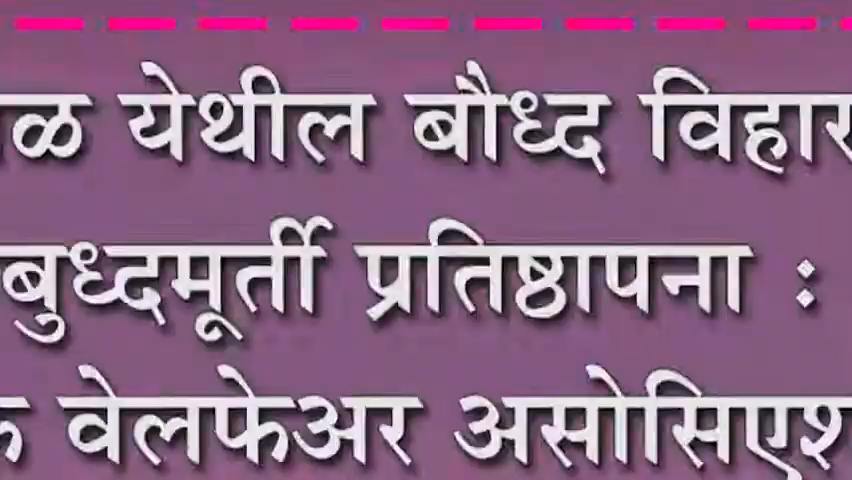 येथील बौध्द विहार
बुध्दमूर्ती प्रतिष्ठापना :
वेलफेअर